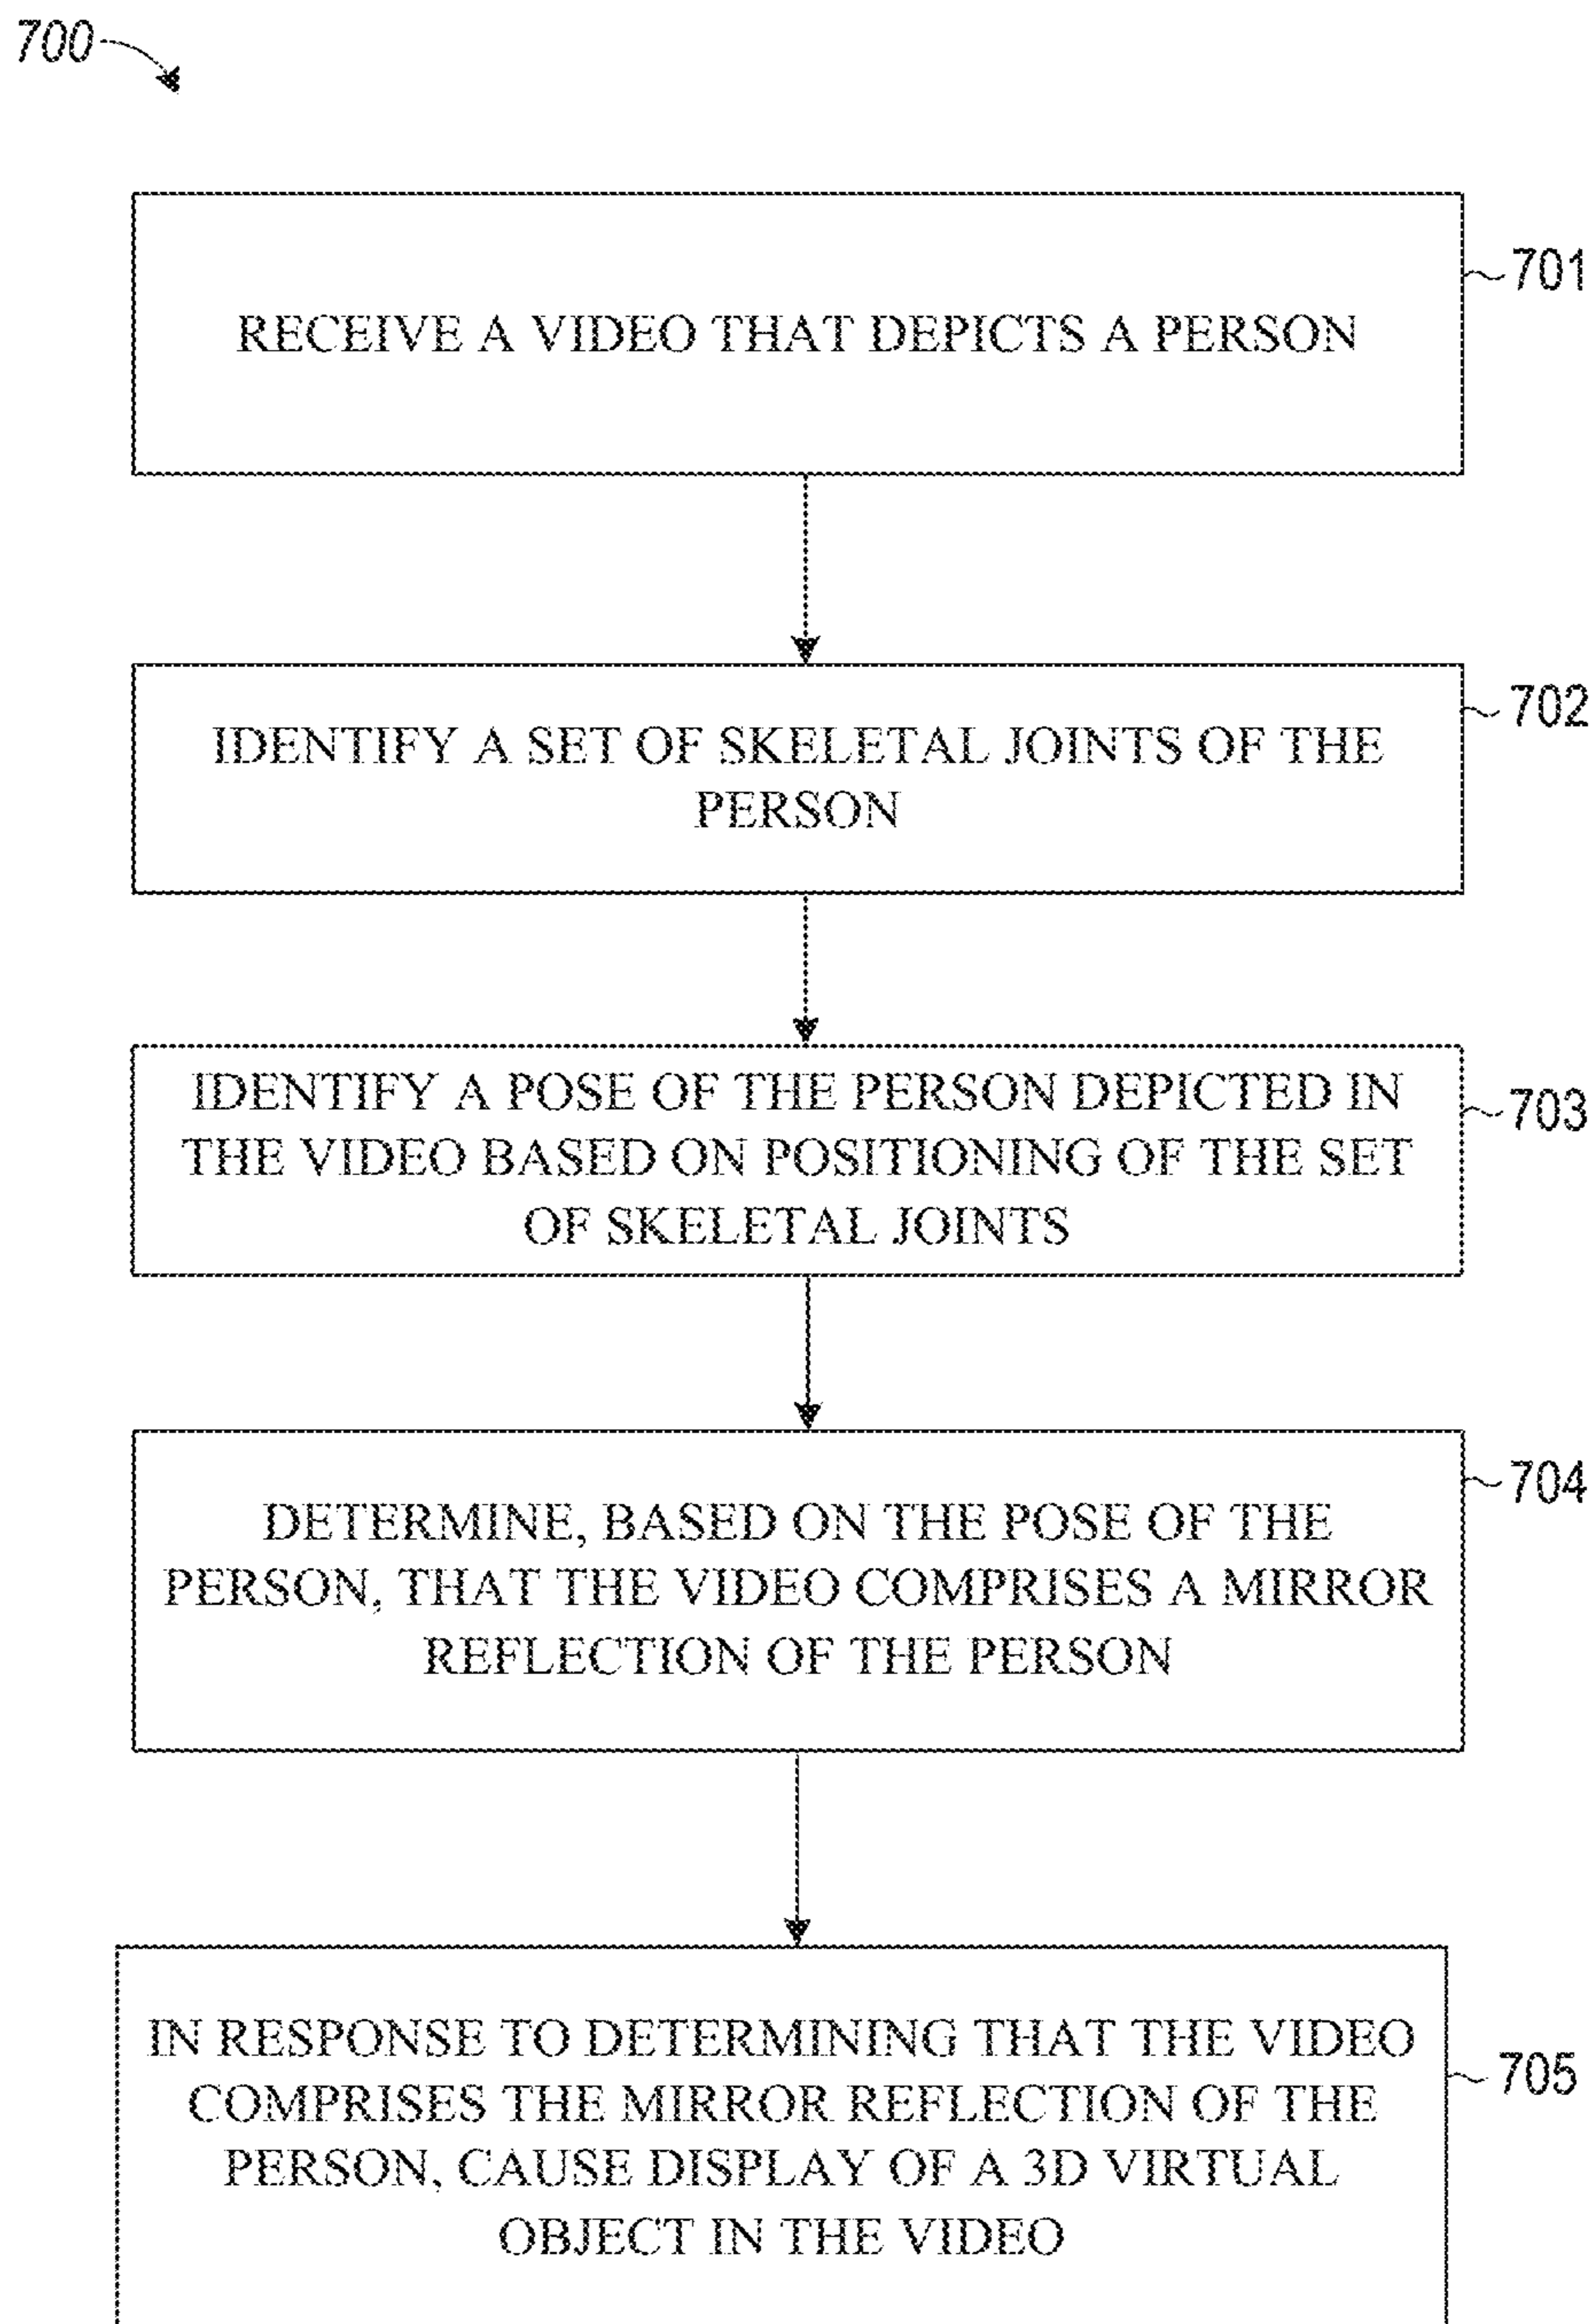 700
RECEIVE A VIDEO THAT DEPICTS A PERSON
701
IDENTIFY A SET OF SKELETAL JOINTS OF THE
PERSON
702
IDENTIFY A POSE OF THE PERSON DEPICTED IN
THE VIDEO BASED ON POSITIONING OF THE SET
OF SKELETAL JOINTS
703
DETERMINE, BASED ON THE POSE OF THE
PERSON, THAT THE VIDEO COMPRISES A MIRROR
REFLECTION OF THE PERSON
704
IN RESPONSE TO DETERMINING THAT THE VIDEO
COMPRISES THE MIRROR REFLECTION OF THE
PERSON, CAUSE DISPLAY OF A 3D VIRTUAL
OBJECT IN THE VIDEO
705